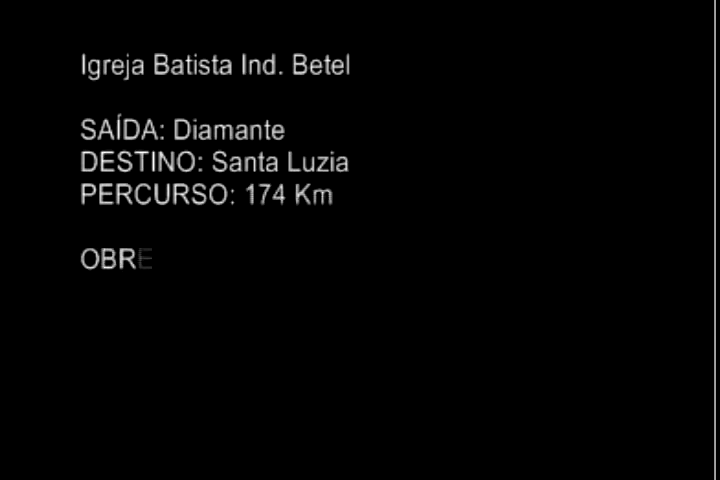 Igreja Batista Ind. Betel
SAÍDA: Diamante
DESTINO: Santa Luzia
PERCURSO: 174 Km
OBRE